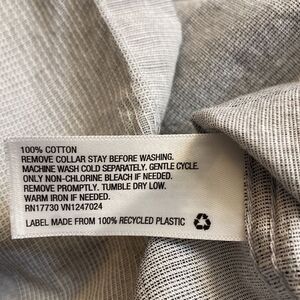 100% COTTON
REMOVE COLLAR STAY BEFORE WASHING.
MACHINE WASH COLD SEPARATELY. GENTLE CYCLE.
ONLY NON-CHLORINE BLEACH IF NEEDED.
REMOVE PROMPTLY. TUMBLE DRY LOW.
WARM IRON IF NEEDED.
RN17730 VN1247024
LABEL MADE FROM 100% RECYCLED PLASTIC